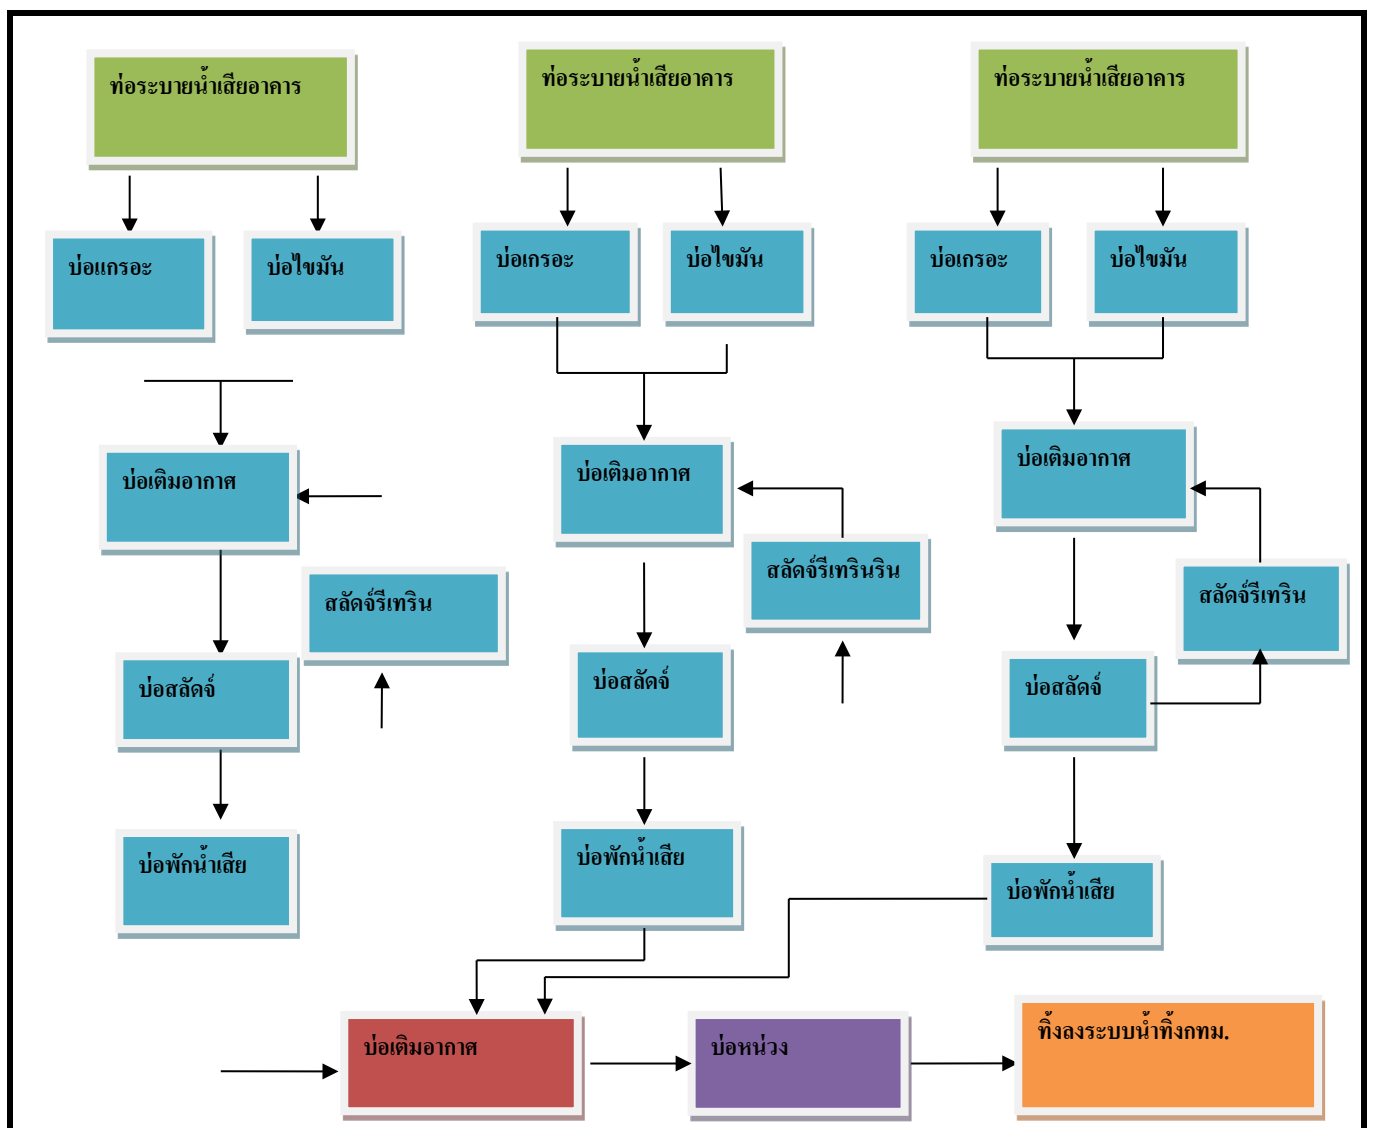 ท่อระบายน้ำเสียอาคาร
ท่อระบายน้ำเสียอาคาร
ท่อระบายน้ำเสียอาคาร
บ่อแกรอะ
บ่อไขมัน
บ่อเกรอะ
บ่อไขมัน
บ่อเกรอะ
บ่อไขมัน
บ่อเติมอากาศ
บ่อเติมอากาศ
บ่อเติมอากาศ
สลัดจ์รีเทริน
สลัดจ์รีเทรินริน
สลัดจ์รีเทริน
บ่อสลัดจ์
บ่อสลัดจ์
บ่อสลัดจ์
บ่อพักน้ำเสีย
บ่อพักน้ำเสีย
บ่อพักน้ำเสีย
บ่อเติมอากาศ
บ่อหน่วง
ทิ้งลงระบบน้ำทิ้งกทม.